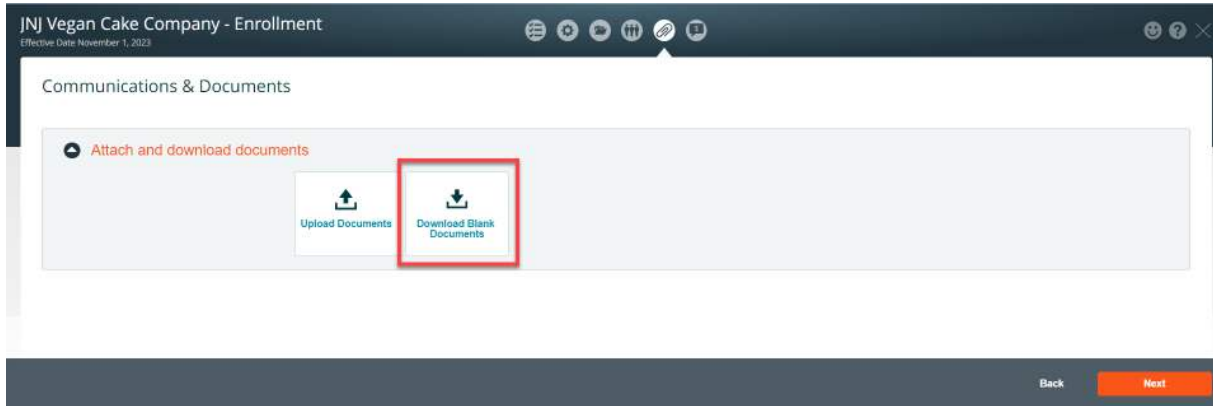 JNJ Vegan Cake Company - Enrollment
Effective Date November 1, 2023
Communications & Documents
Attach and download documents
Upload Documents
Download Blank
Documents
Back
Next